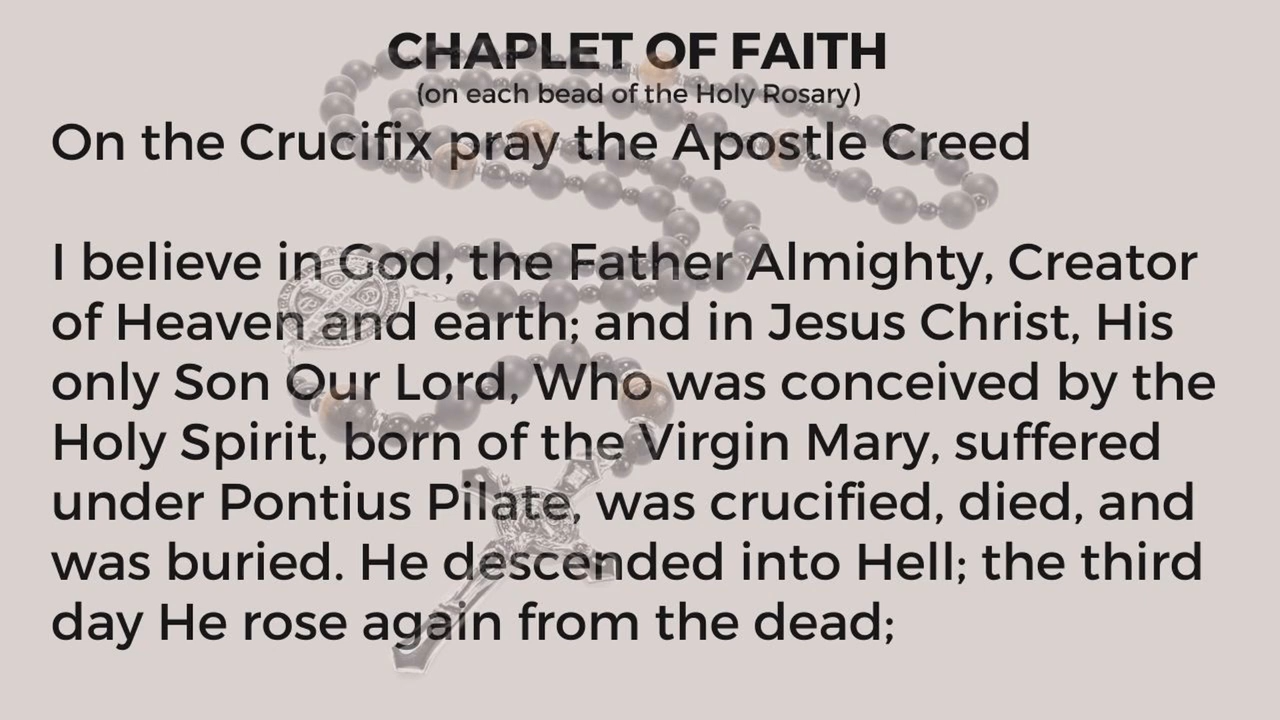 CHAPLET OF FAITH
(on each bead of the Holy Rosary)
On the Crucifix pray the Apostle Creed
I believe in God, the Father Almighty, Creator
of Heaven and earth; and in Jesus Christ, His
only Son Our Lord, Who was conceived by the
Holy Spirit, born of the Virgin Mary, suffered
under Pontius Pilate, was crucified, died, and
was buried. He descended into Hell; the third
day He rose again from the dead;